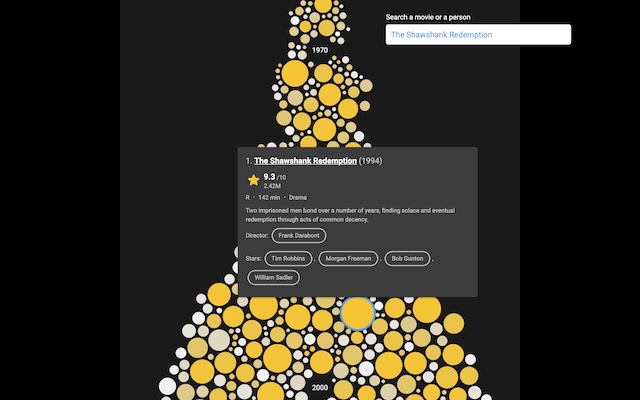 Search a movie or a person
The Shawshank Redemption
1970
1. The Shawshank Redemption (1994)
9.3 /10
2.42M
R · 142 min · Drama
Two imprisoned men bond over a number of years, finding solace and eventual
redemption through acts of common decency.
Director: Frank Darabont
Stars: Tim Robbins , Morgan Freeman , Bob Gunton ,
William Sadler
2000